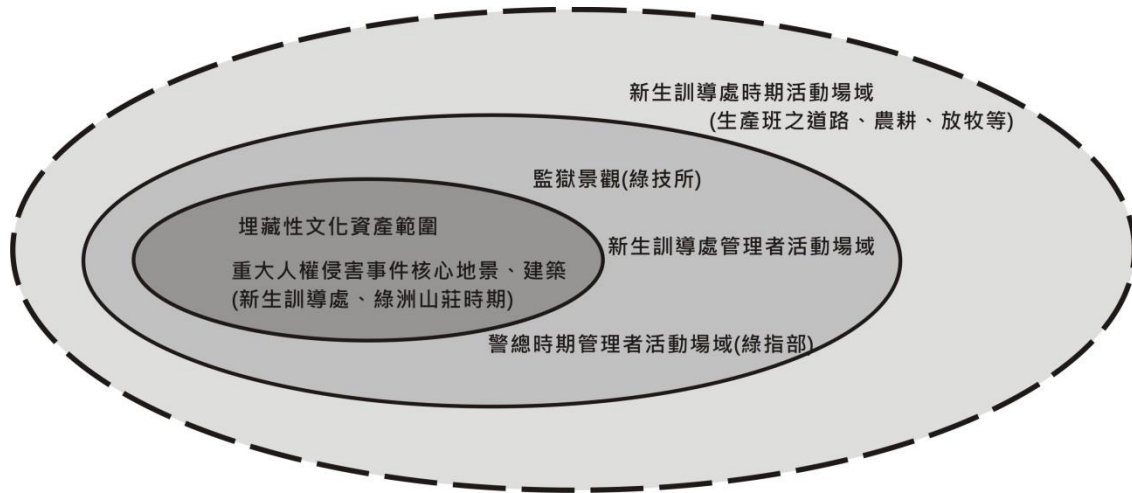 新生訓導處時期活動場域
(生產班之道路、農耕、放牧等)
監獄景觀(綠技所)
埋藏性文化資產範圍
新生訓導處管理者活動場域
重大人權侵害事件核心地景、建築
(新生訓導處、綠洲山莊時期)
警總時期管理者活動場域(綠指部)